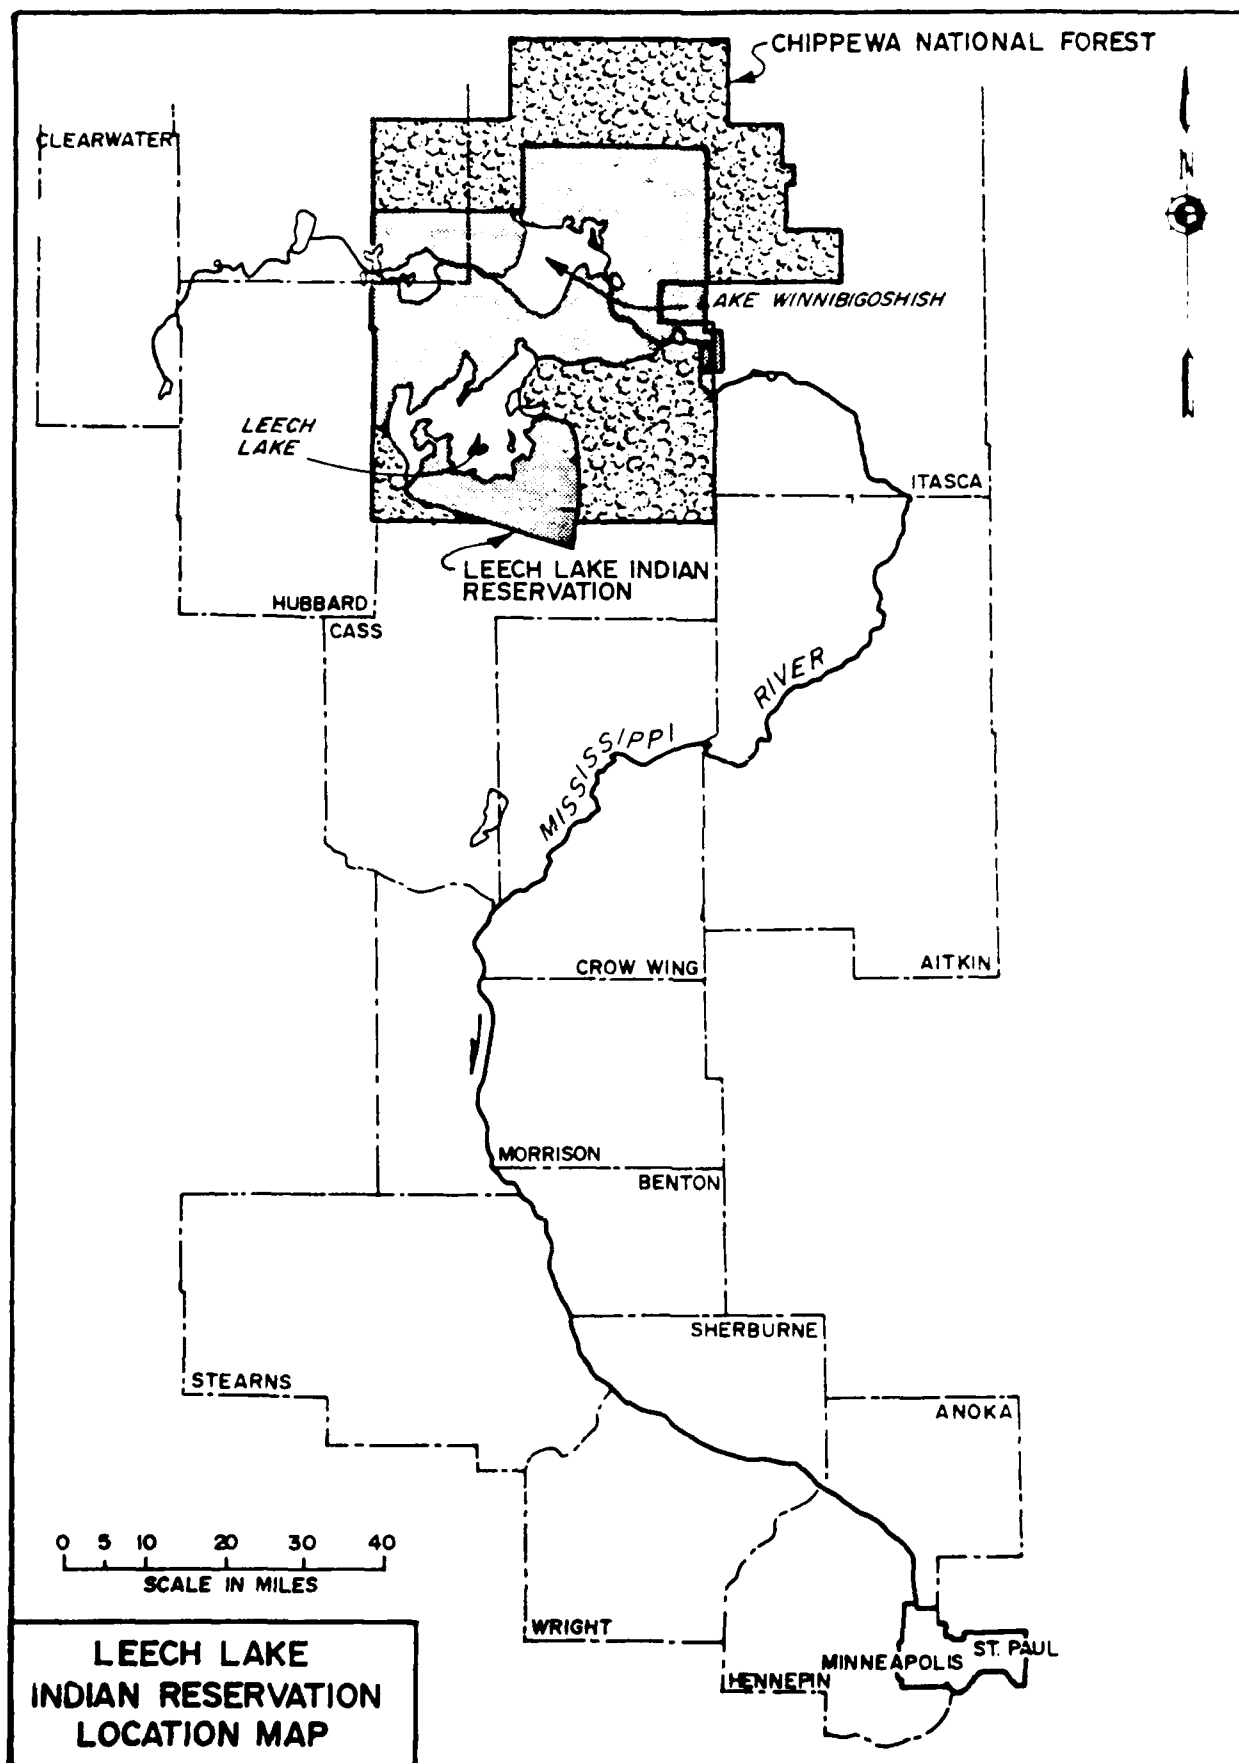 CHIPPEWA NATIONAL FOREST
CLEARWATER
N
AKE WINNIBIGOSHISH
LEECH
LAKE
ITASCA
LEECH LAKE INDIAN
RESERVATION
HUBBARD
CASS
MISSISSIPPI RIVER
CROW WING
AITKIN
MORRISON
BENTON
SHERBURNE
STEARNS
ANOKA
0 5 10 20 30 40
SCALE IN MILES
WRIGHT
ST. PAUL
MINNEAPOLIS
HENNEPIN
LEECH LAKE
INDIAN RESERVATION
LOCATION MAP